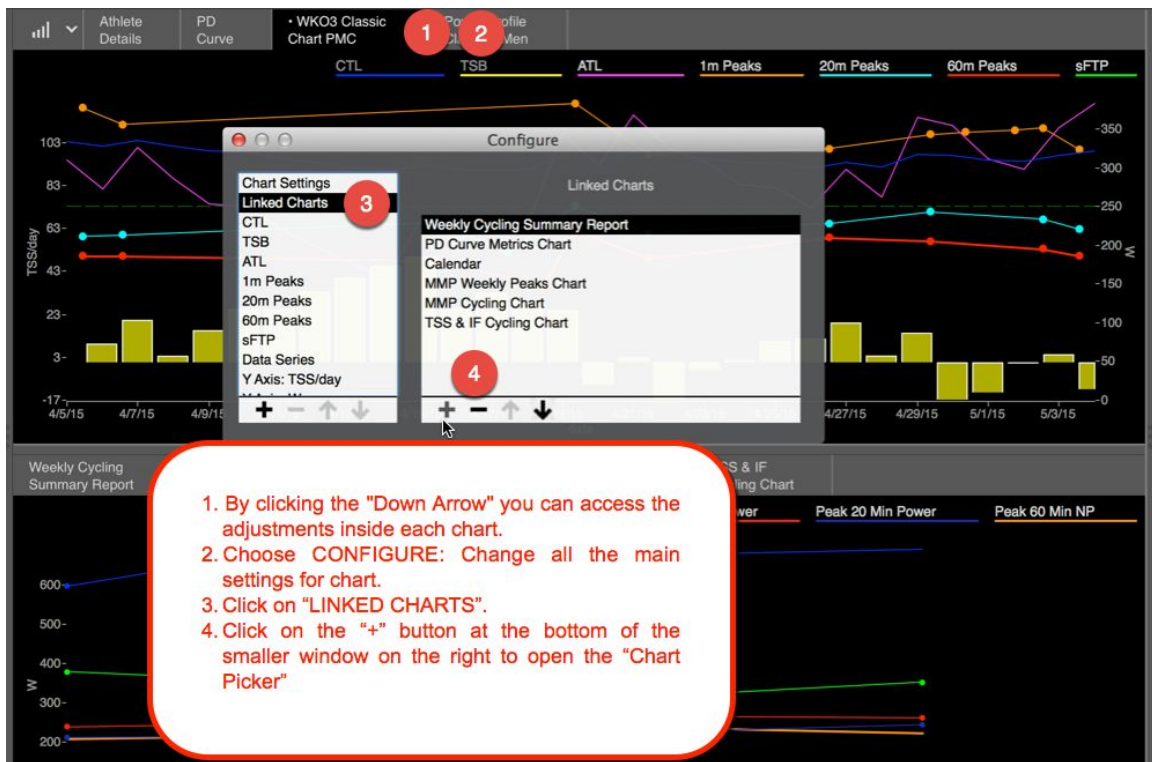 Athlete Details
PD Curve
• WKO3 Classic Chart PMC
1
2
Men
CTL TSB ATL 1m Peaks 20m Peaks 60m Peaks sFTP
103-
83-
63-
43-
23-
3-
-17-
TSS/day
-350
-300
-250
-200
-150
-100
-50
-0
W
Configure
Chart Settings
Linked Charts
3
CTL
TSB
ATL
1m Peaks
20m Peaks
60m Peaks
sFTP
Data Series
Y Axis: TSS/day
Linked Charts
Weekly Cycling Summary Report
PD Curve Metrics Chart
Calendar
MMP Weekly Peaks Chart
MMP Cycling Chart
TSS & IF Cycling Chart
4
+ − ↑ ↓
+ − ↑ ↓
4/5/15 4/7/15 4/27/15 4/29/15 5/1/15 5/3/15
Weekly Cycling
Summary Report
& IF
Chart
Peak 20 Min Power Peak 60 Min NP
600-
500-
400-
300-
200-
W
1. By clicking the "Down Arrow" you can access the
adjustments inside each chart.
2. Choose CONFIGURE: Change all the main
settings for chart.
3. Click on “LINKED CHARTS”.
4. Click on the “+” button at the bottom of the
smaller window on the right to open the “Chart
Picker”